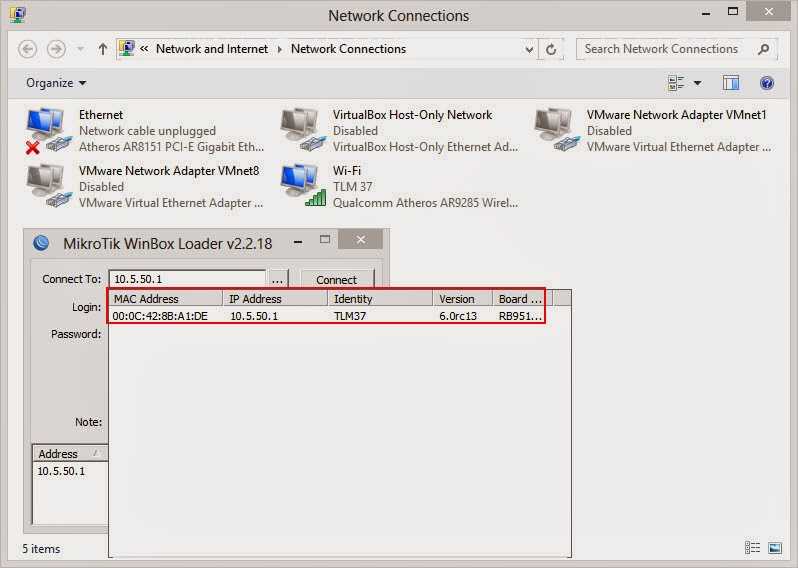 Network Connections
« Network and Internet Network Connections
Search Network Connections
Organize
Ethernet
Network cable unplugged
Atheros AR8151 PCI-E Gigabit Eth...
VirtualBox Host-Only Network
Disabled
VirtualBox Host-Only Ethernet Ad...
VMware Network Adapter VMnet1
Disabled
VMware Virtual Ethernet Adapter ...
VMware Network Adapter VMnet8
Disabled
VMware Virtual Ethernet Adapter ...
Wi-Fi
TLM 37
Qualcomm Atheros AR9285 Wirel...
MikroTik WinBox Loader v2.2.18
Connect To: 10.5.50.1 ... Connect
Login:
Password:
Note:
MAC Address IP Address Identity Version Board ...
00:0C:42:8B:A1:DE 10.5.50.1 TLM37 6.0rc13 RB951...
Address
10.5.50.1
5 items